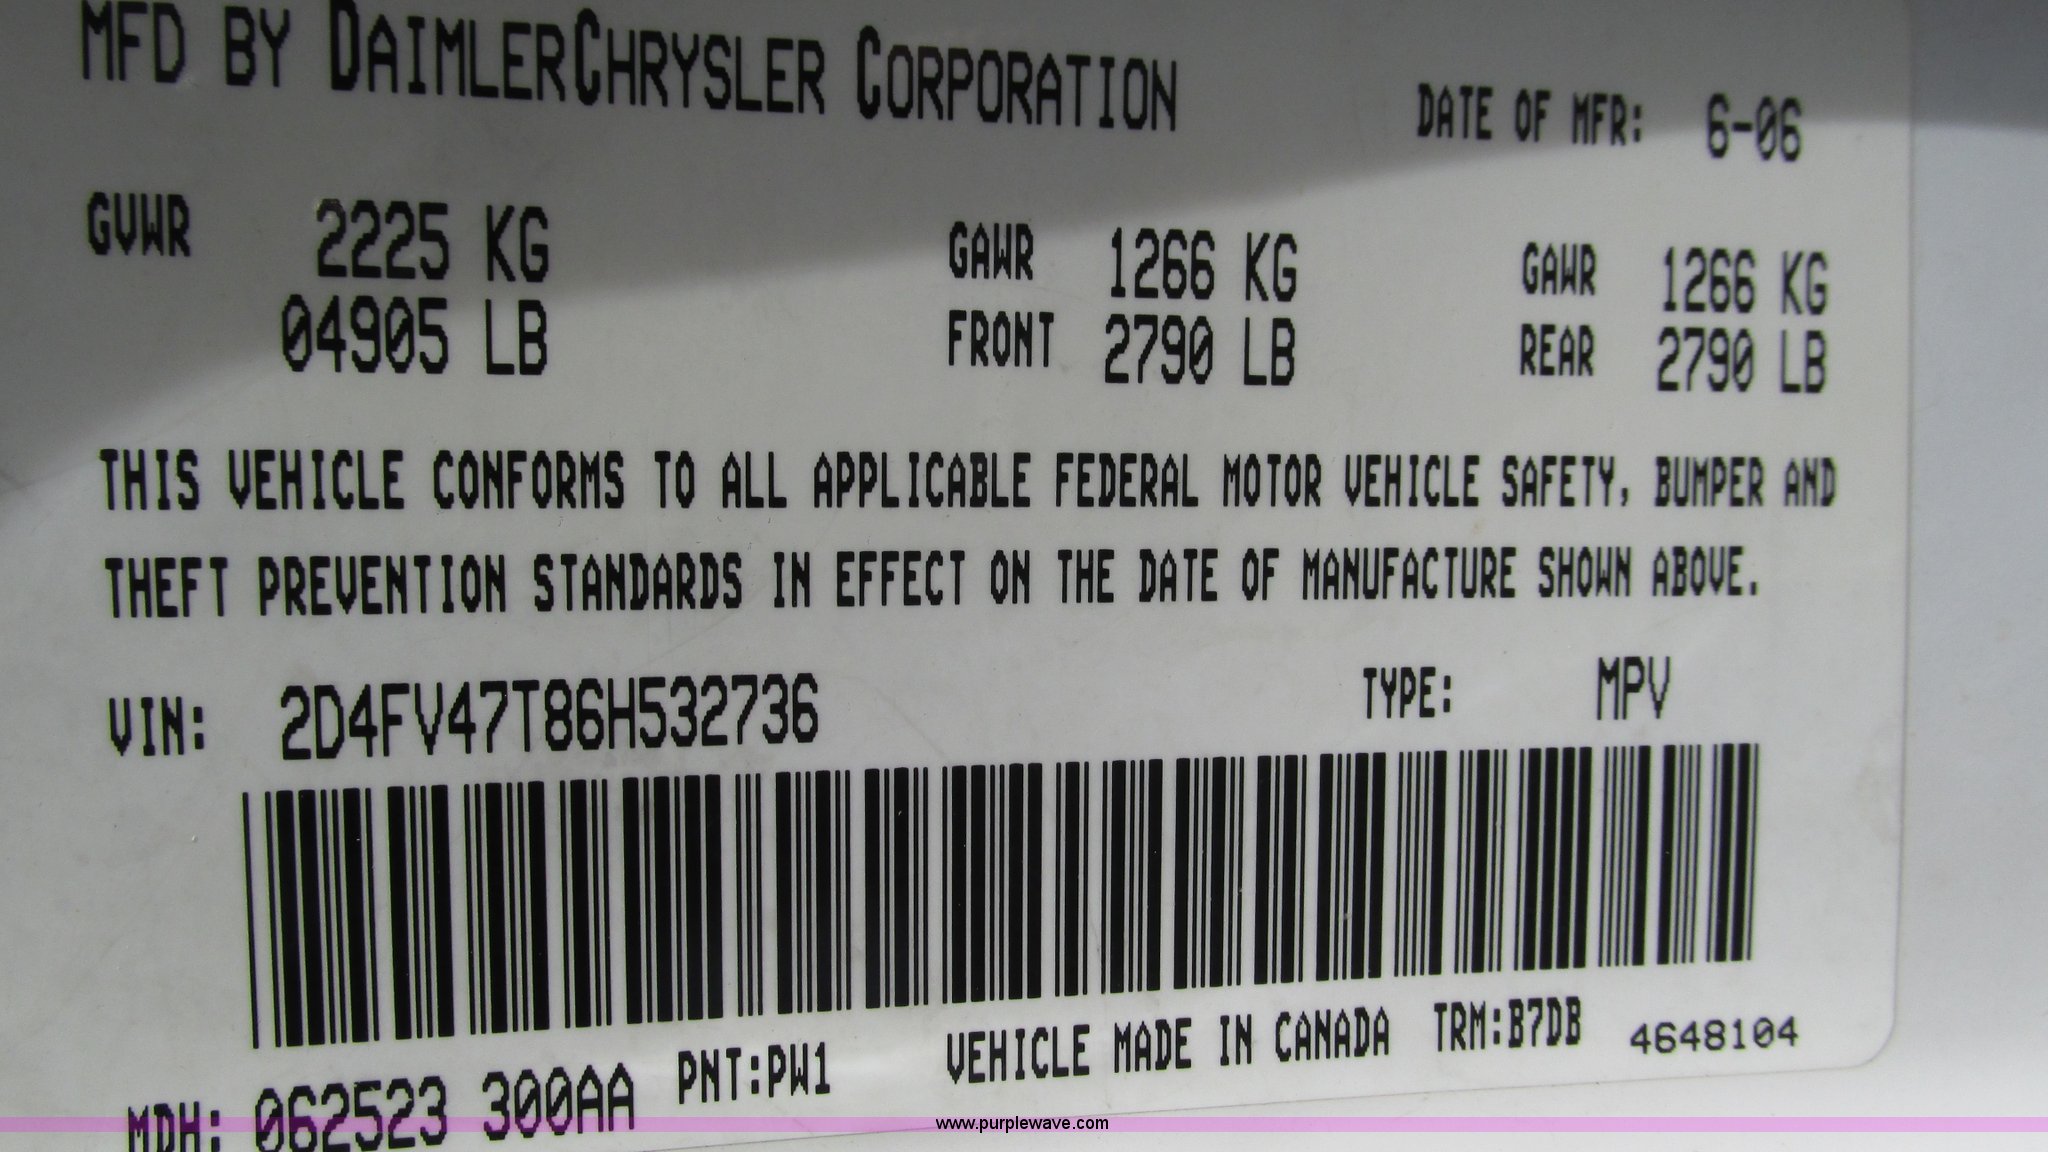 MFD BY DAIMLERCHRYSLER CORPORATION
DATE OF MFR: 6-06
GVWR 2225 KG GAWR 1266 KG GAWR 1266 KG
04905 LB FRONT 2790 LB REAR 2790 LB
THIS VEHICLE CONFORMS TO ALL APPLICABLE FEDERAL MOTOR VEHICLE SAFETY, BUMPER AND
THEFT PREVENTION STANDARDS IN EFFECT ON THE DATE OF MANUFACTURE SHOWN ABOVE.
VIN: 2D4FV47T86H532736 TYPE: MPV
MDH: 062523 300AA PNT:PW1 VEHICLE MADE IN CANADA TRM:B7DB 4648104
www.purplewave.com